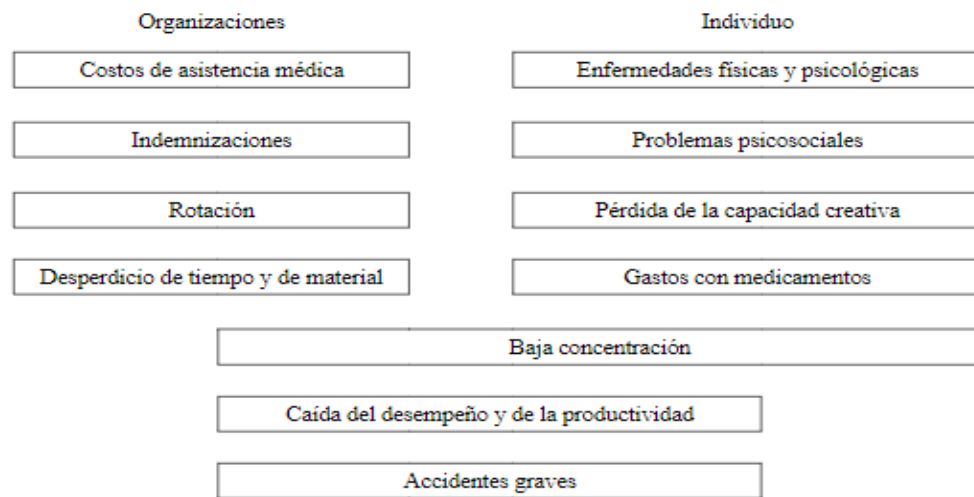 Organizaciones
Individuo
Costos de asistencia médica
Enfermedades físicas y psicológicas
Indemnizaciones
Problemas psicosociales
Rotación
Pérdida de la capacidad creativa
Desperdicio de tiempo y de material
Gastos con medicamentos
Baja concentración
Caída del desempeño y de la productividad
Accidentes graves